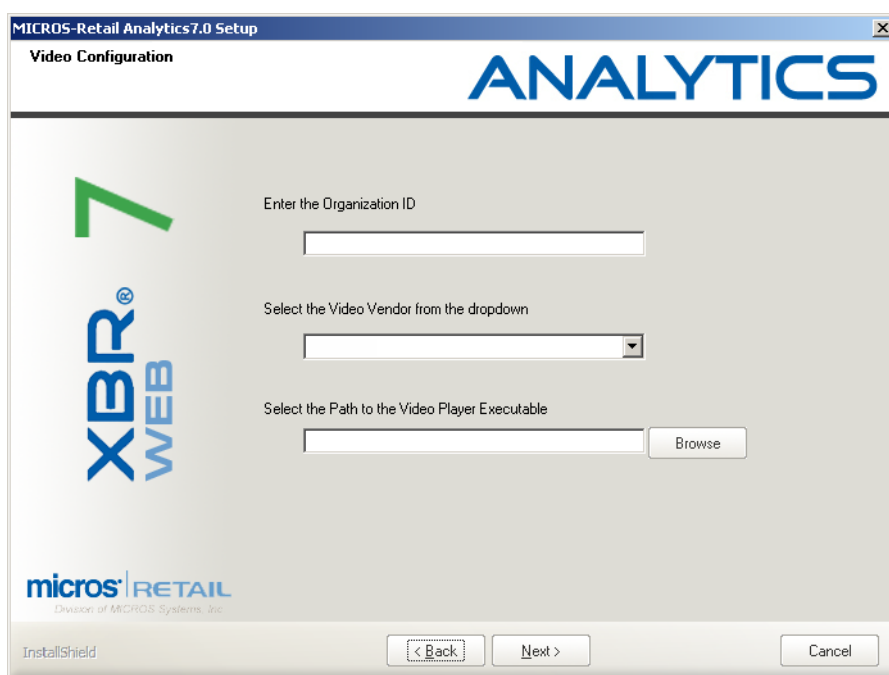 MICROS-Retail Analytics7.0 Setup
Video Configuration
ANALYTICS
XBR® 7
WEB
Enter the Organization ID
Select the Video Vendor from the dropdown
Select the Path to the Video Player Executable
Browse
micros RETAIL
Division of MICROS Systems, Inc
InstallShield
< Back
Next >
Cancel